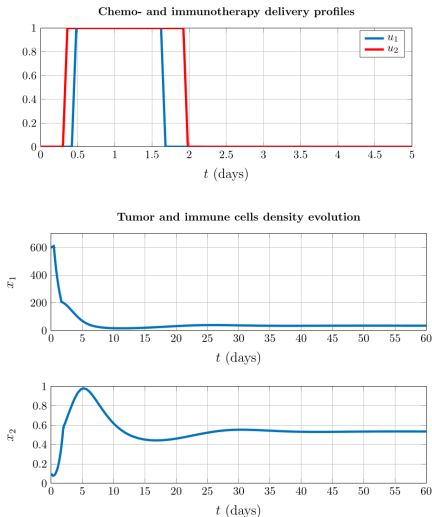 Chemo- and immunotherapy delivery profiles
1
0.8
0.6
0.4
0.2
0
u₁
u₂
0 0.5 1 1.5 2 2.5 3 3.5 4 4.5 5
t (days)
Tumor and immune cells density evolution
x₁
600
400
200
0
0 5 10 15 20 25 30 35 40 45 50 55 60
t (days)
x₂
1
0.8
0.6
0.4
0.2
0
0 5 10 15 20 25 30 35 40 45 50 55 60
t (days)